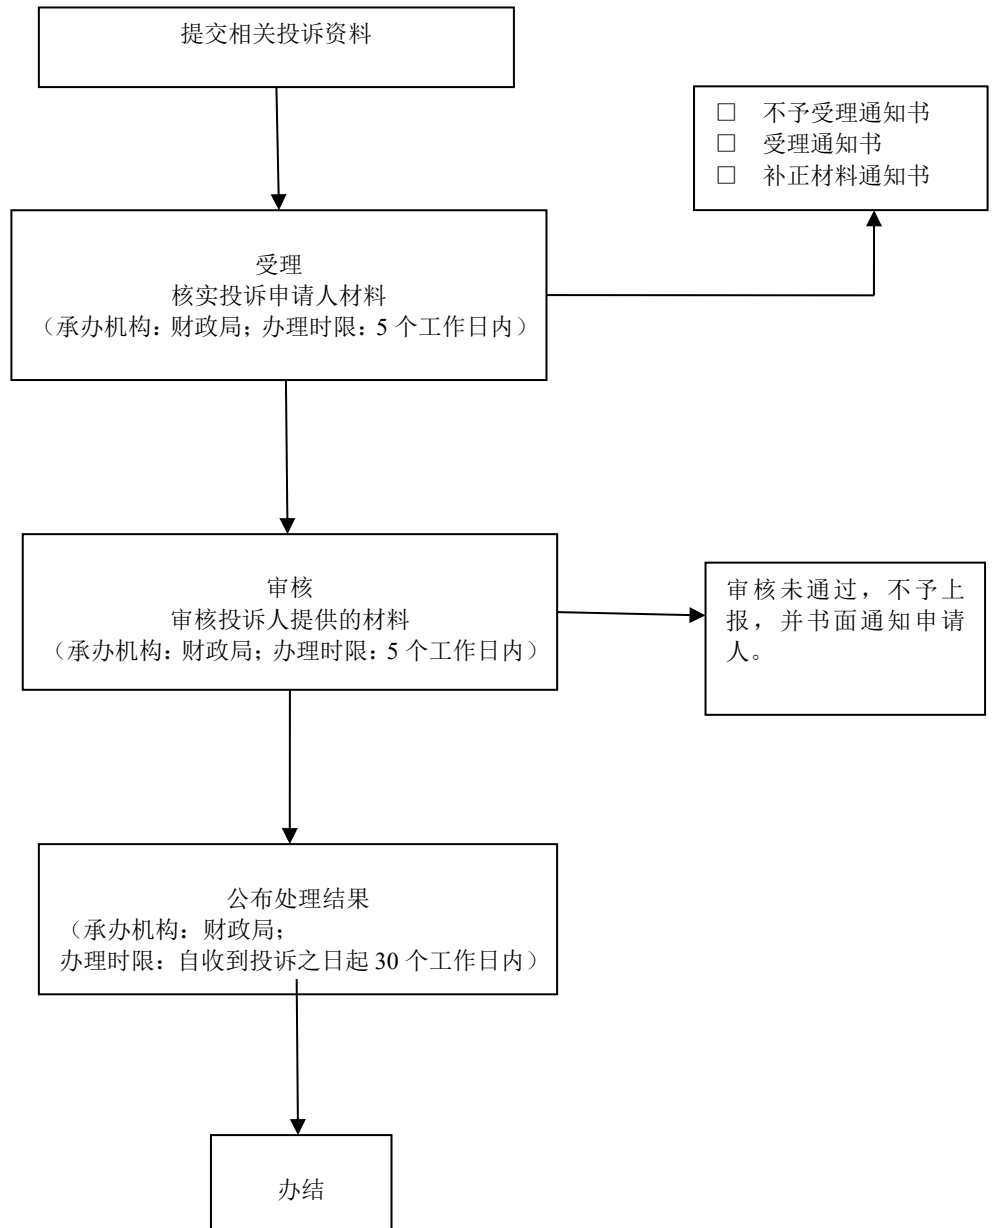 提交相关投诉资料
□ 不予受理通知书
□ 受理通知书
□ 补正材料通知书
受理
核实投诉申请人材料
（承办机构：财政局；办理时限：5 个工作日内）
审核
审核投诉人提供的材料
（承办机构：财政局；办理时限：5 个工作日内）
审核未通过，不予上
报，并书面通知申请
人。
公布处理结果
（承办机构：财政局；
办理时限：自收到投诉之日起 30 个工作日内）
办结